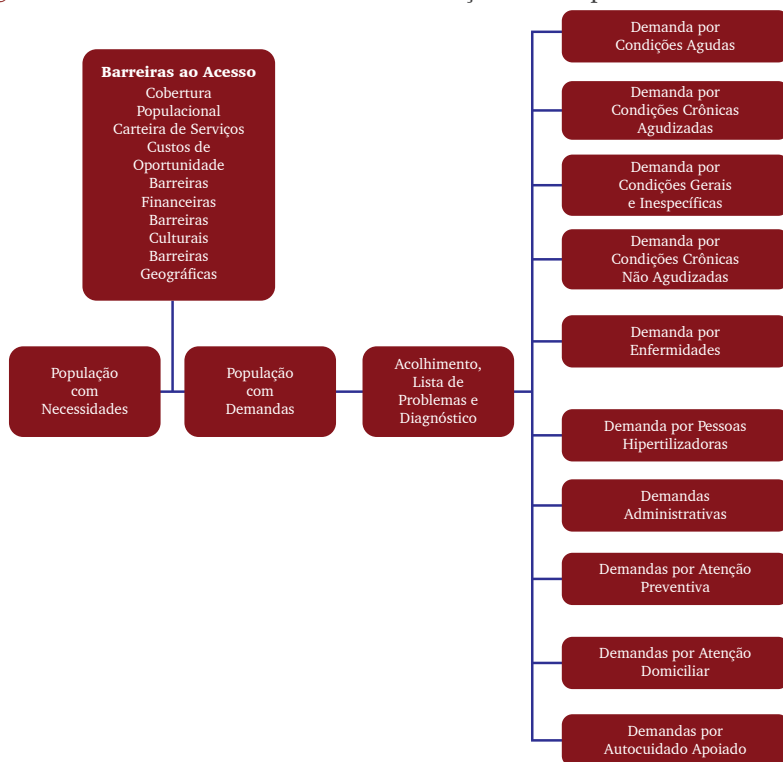 Barreiras ao Acesso
Cobertura
Populacional
Carteira de Serviços
Custos de
Oportunidade
Barreiras
Financeiras
Barreiras
Culturais
Barreiras
Geográficas
População
com
Necessidades
População
com
Demandas
Acolhimento,
Lista de
Problemas e
Diagnóstico
Demanda por
Condições Agudas
Demanda por
Condições Crônicas
Agudizadas
Demanda por
Condições Gerais
e Inespecíficas
Demanda por
Condições Crônicas
Não Agudizadas
Demanda por
Enfermidades
Demanda por Pessoas
Hipertilizadoras
Demandas
Administrativas
Demandas por Atenção
Preventiva
Demandas por Atenção
Domiciliar
Demandas por
Autocuidado Apoiado